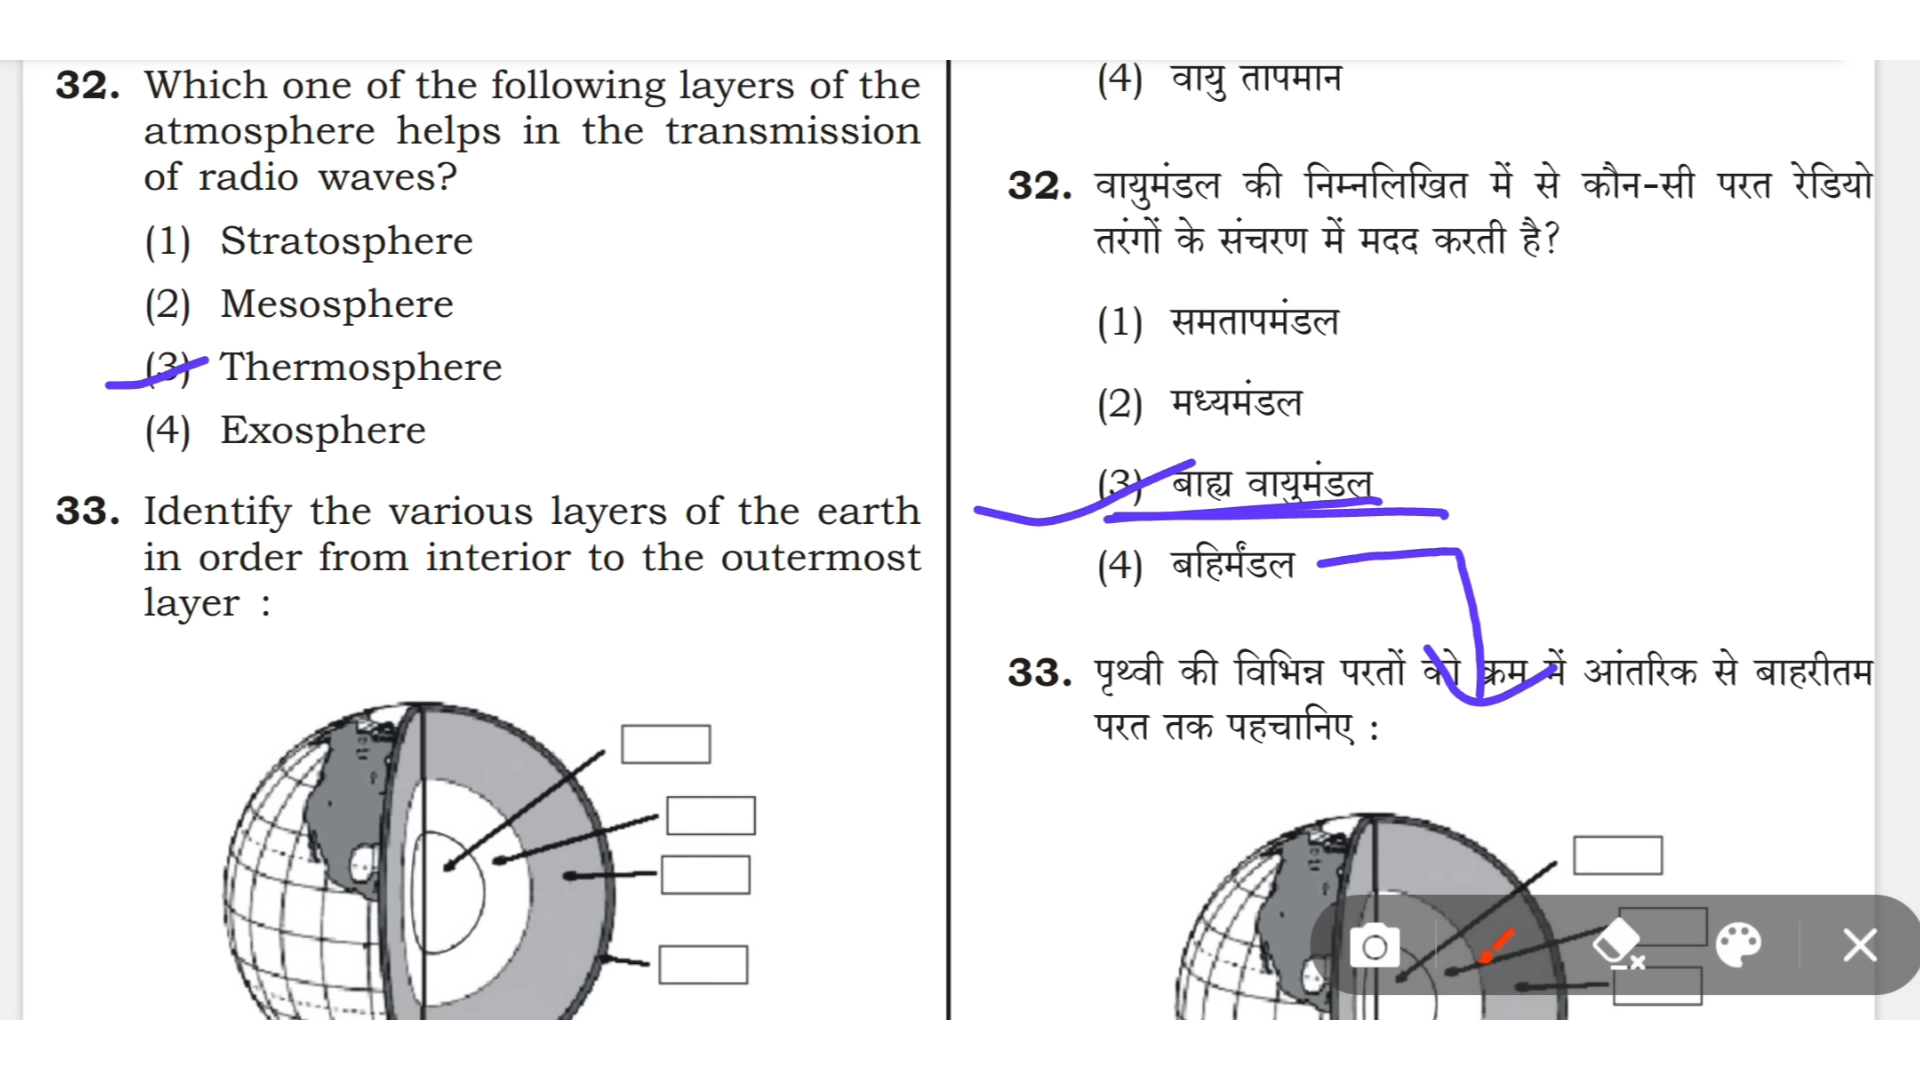 32. Which one of the following layers of the
atmosphere helps in the transmission
of radio waves?
(1) Stratosphere
(2) Mesosphere
(3) Thermosphere
(4) Exosphere
33. Identify the various layers of the earth
in order from interior to the outermost
layer :
(4) वायु तापमान
32. वायुमंडल की निम्नलिखित में से कौन-सी परत रेडियो
तरंगों के संचरण में मदद करती है?
(1) समतापमंडल
(2) मध्यमंडल
(3) बाह्य वायुमंडल
(4) बहिर्मंडल
33. पृथ्वी की विभिन्न परतों को क्रम में आंतरिक से बाहरीतम
परत तक पहचानिए :